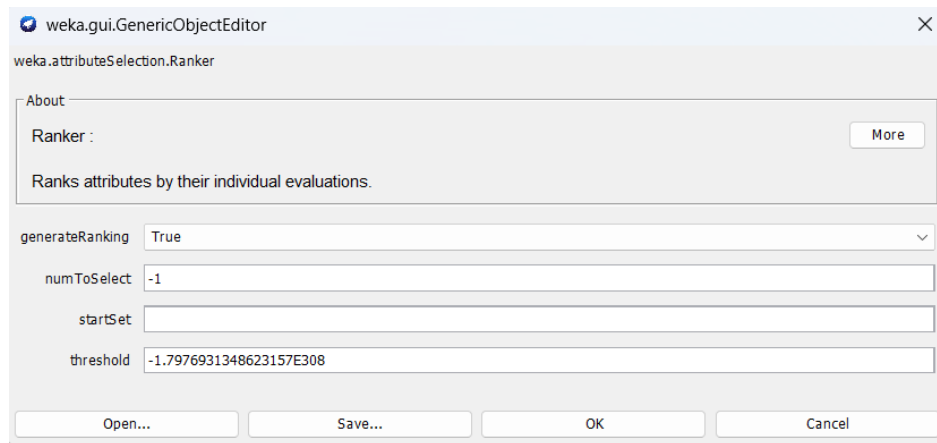 weka.gui.GenericObjectEditor
weka.attributeSelection.Ranker
About
Ranker :
More
Ranks attributes by their individual evaluations.
generateRanking True
numToSelect -1
startSet
threshold -1.7976931348623157E308
Open... Save... OK Cancel